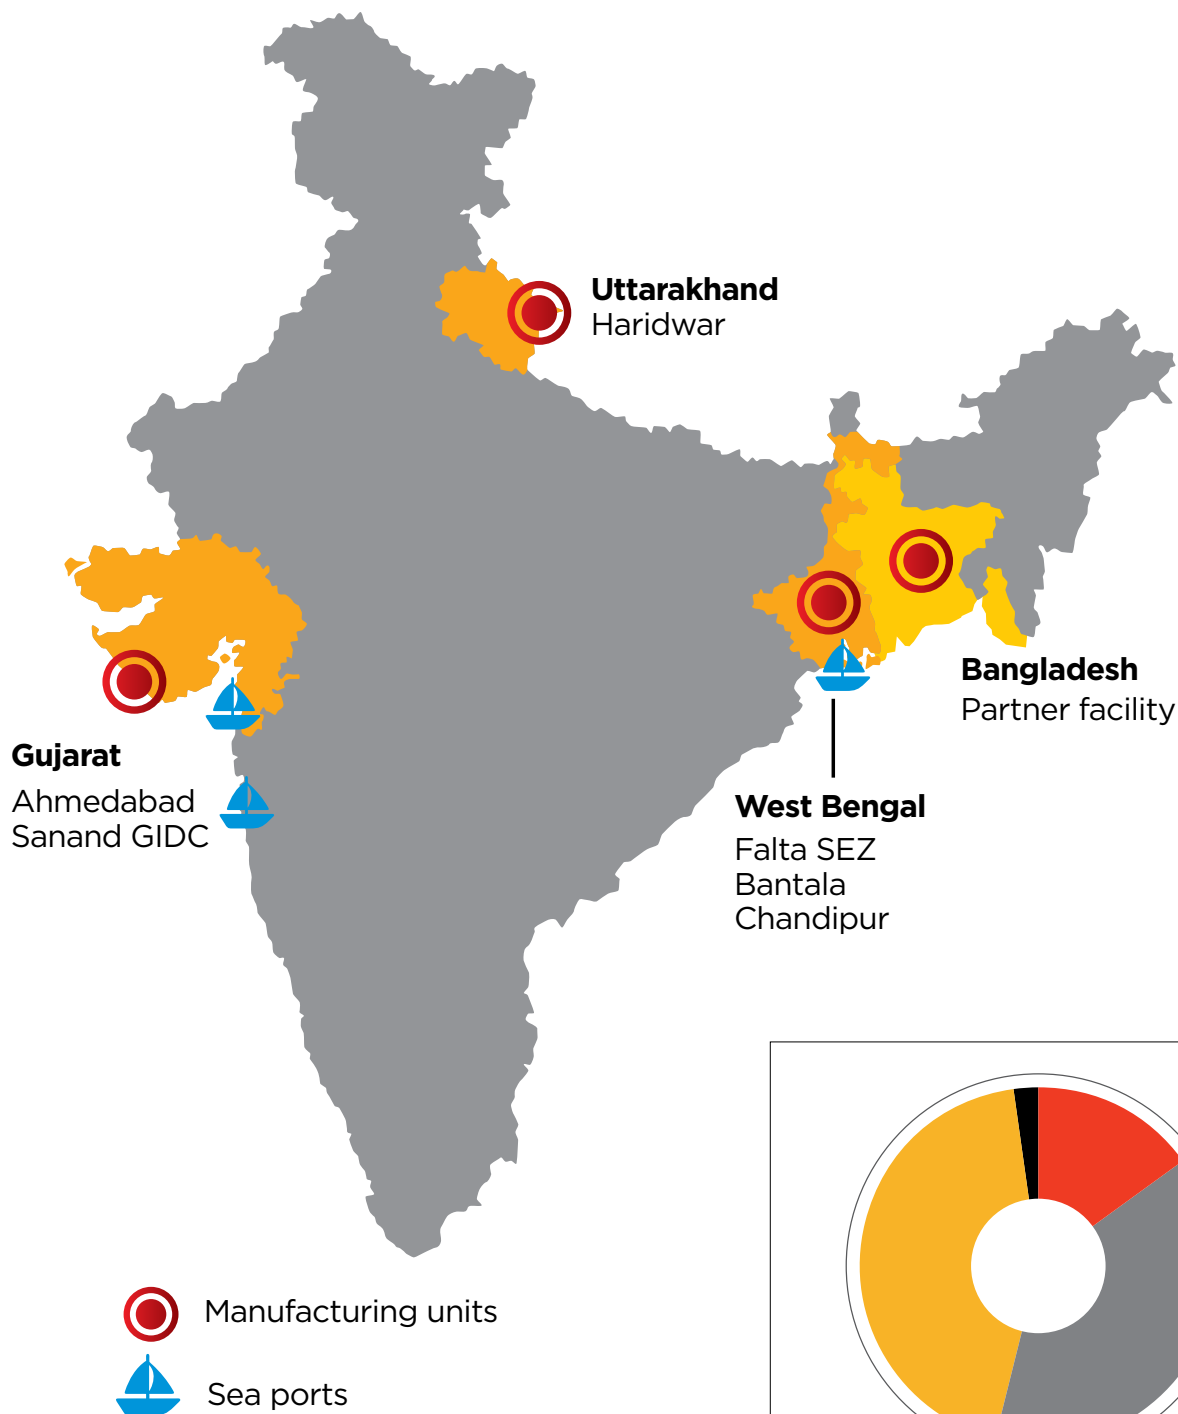 Uttarakhand
Haridwar
Bangladesh
Partner facility
Gujarat
Ahmedabad
Sanand GIDC
West Bengal
Falta SEZ
Bantala
Chandipur
Manufacturing units
Sea ports